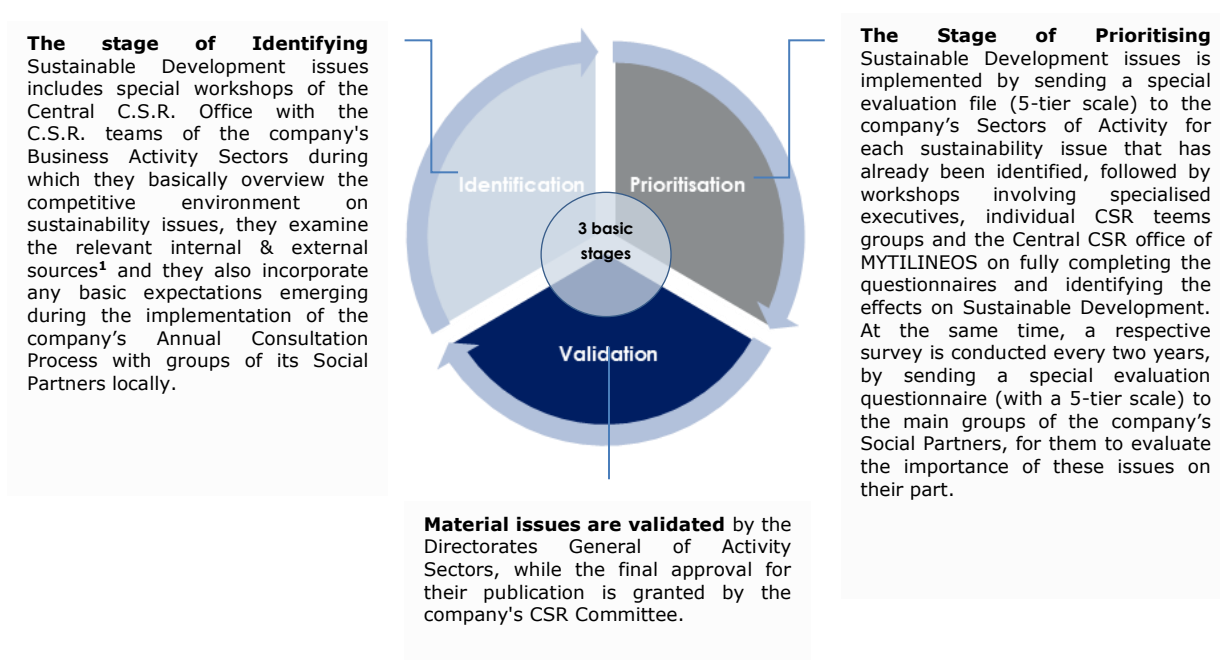 The stage of Identifying
Sustainable Development issues
includes special workshops of the
Central C.S.R. Office with the
C.S.R. teams of the company's
Business Activity Sectors during
which they basically overview the
competitive environment on
sustainability issues, they examine
the relevant internal & external
sources¹ and they also incorporate
any basic expectations emerging
during the implementation of the
company’s Annual Consultation
Process with groups of its Social
Partners locally.
Identification
Prioritisation
3 basic
stages
Validation
The Stage of Prioritising
Sustainable Development issues is
implemented by sending a special
evaluation file (5-tier scale) to the
company’s Sectors of Activity for
each sustainability issue that has
already been identified, followed by
workshops involving specialised
executives, individual CSR teems
groups and the Central CSR office of
MYTILINEOS on fully completing the
questionnaires and identifying the
effects on Sustainable Development.
At the same time, a respective
survey is conducted every two years,
by sending a special evaluation
questionnaire (with a 5-tier scale) to
the main groups of the company’s
Social Partners, for them to evaluate
the importance of these issues on
their part.
Material issues are validated by the
Directorates General of Activity
Sectors, while the final approval for
their publication is granted by the
company's CSR Committee.